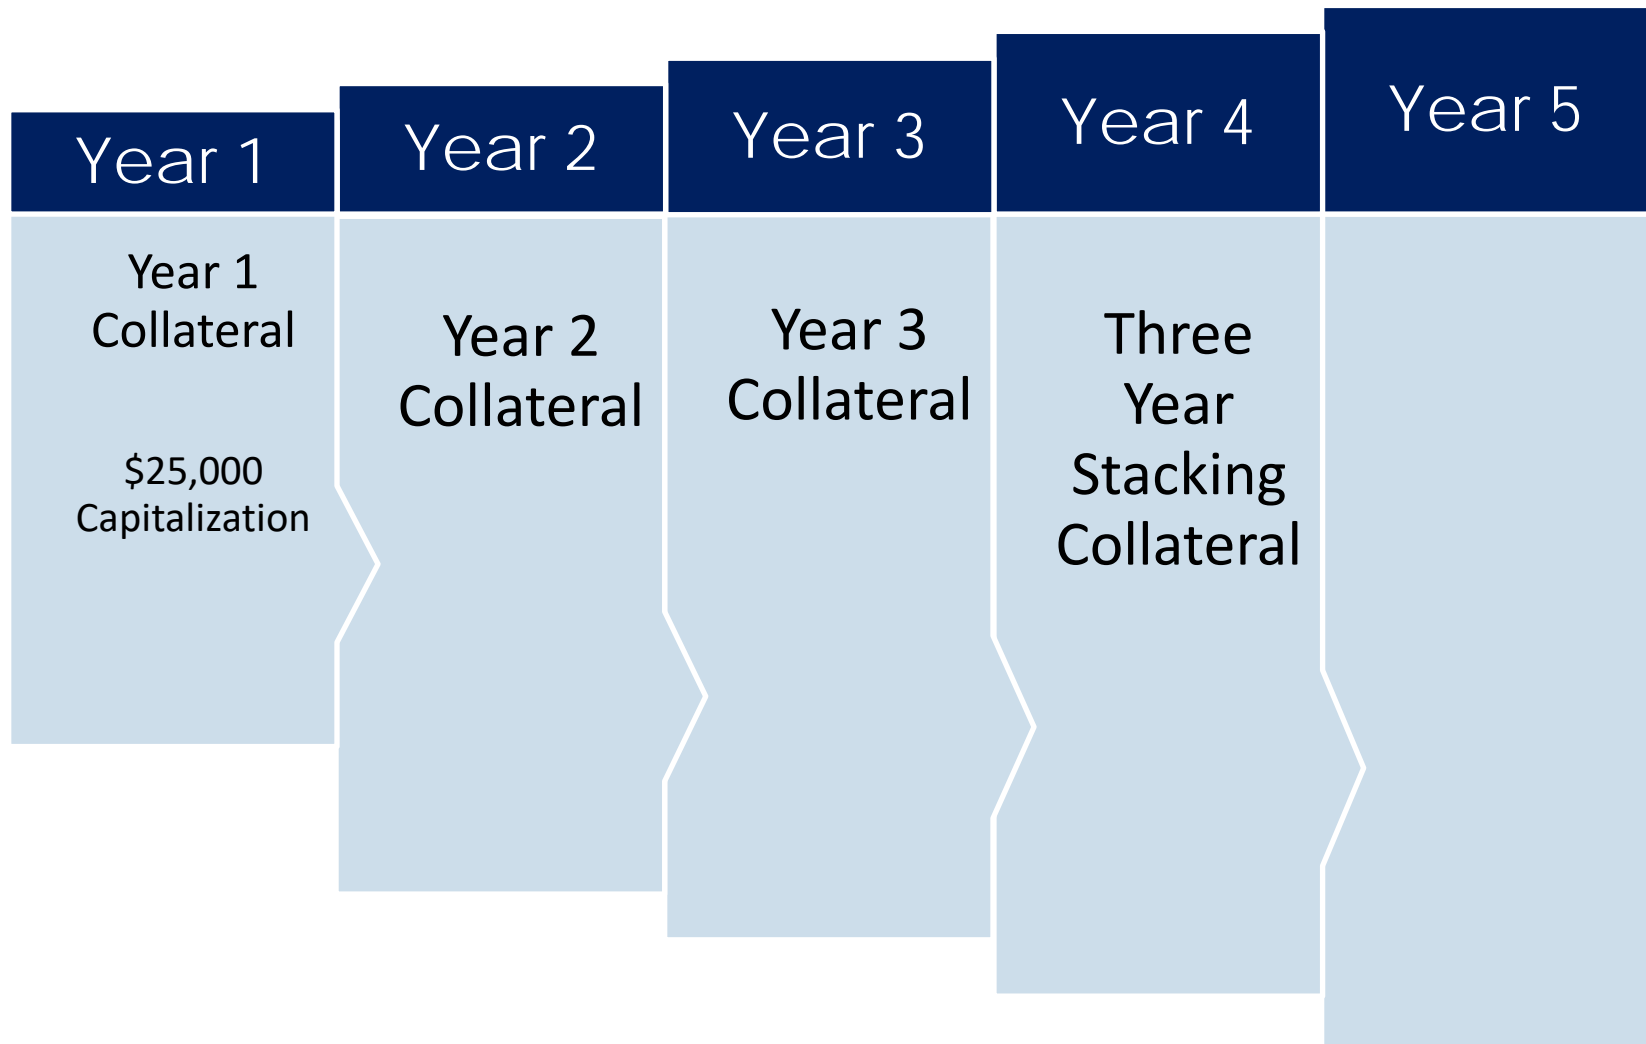 Year 1
Year 2
Year 3
Year 4
Year 5
Year 1
Collateral
$25,000
Capitalization
Year 2
Collateral
Year 3
Collateral
Three
Year
Stacking
Collateral